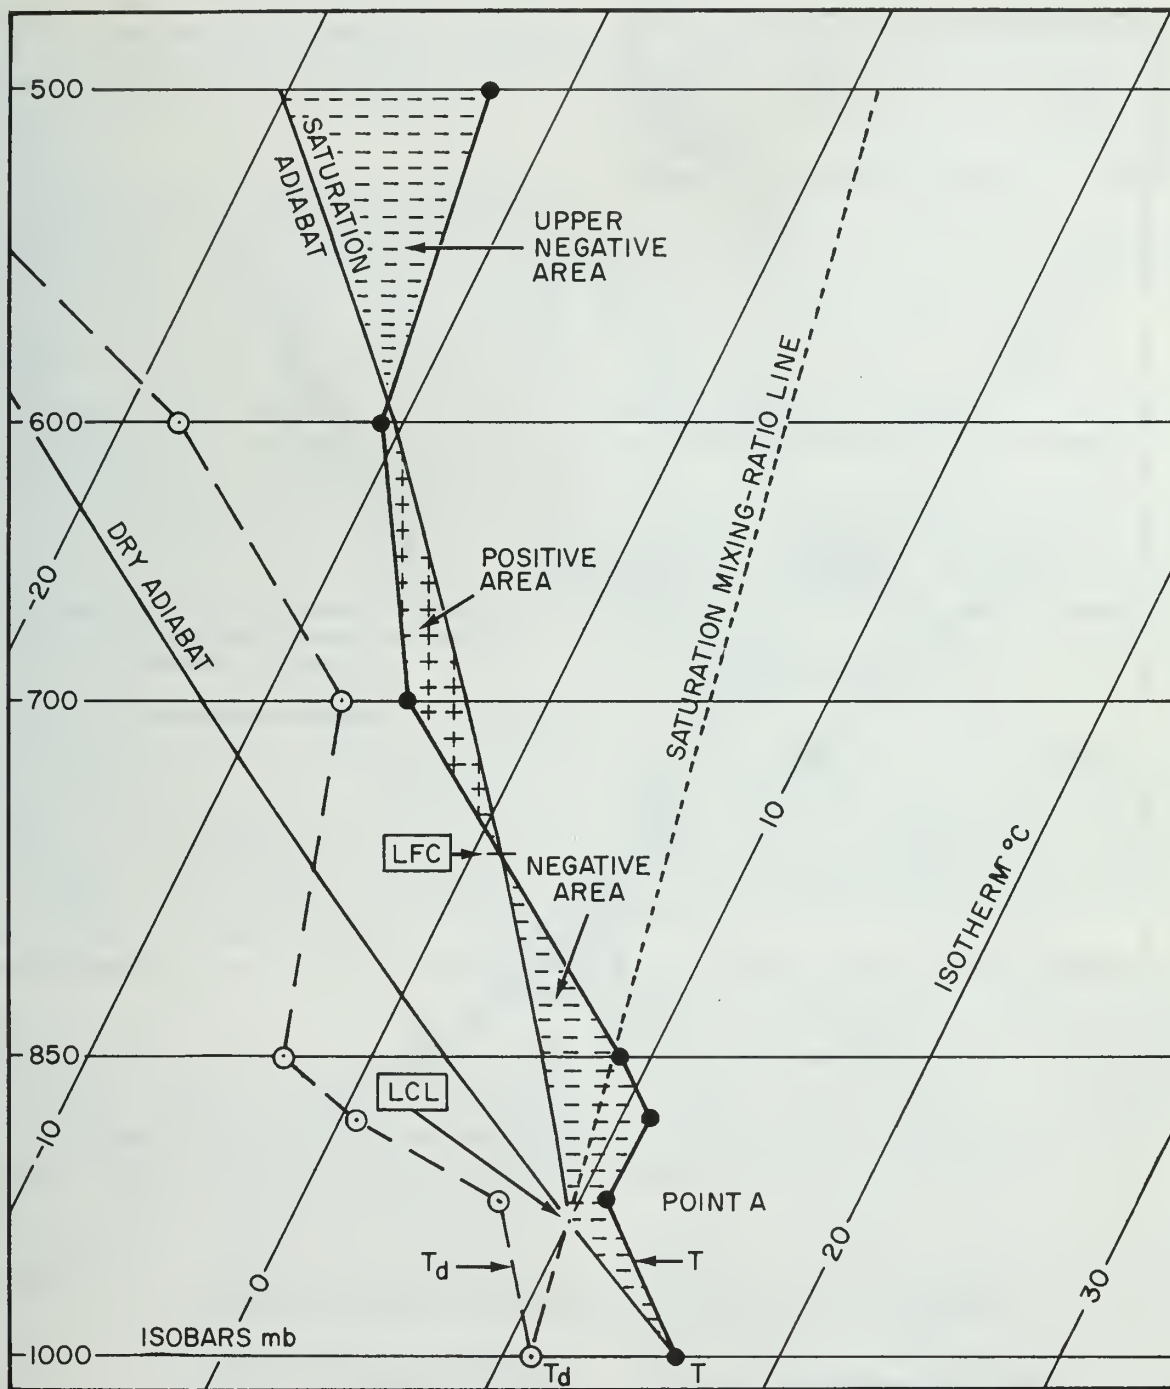 500
SATURATION
ADIABAT
UPPER
NEGATIVE
AREA
600
SATURATION MIXING-RATIO LINE
DRY ADIABAT
POSITIVE
AREA
-20
700
10
LFC
NEGATIVE
AREA
ISOTHERM °C
850
LCL
-10
POINT A
20
Td
T
0
30
ISOBARS mb
1000
Td
T